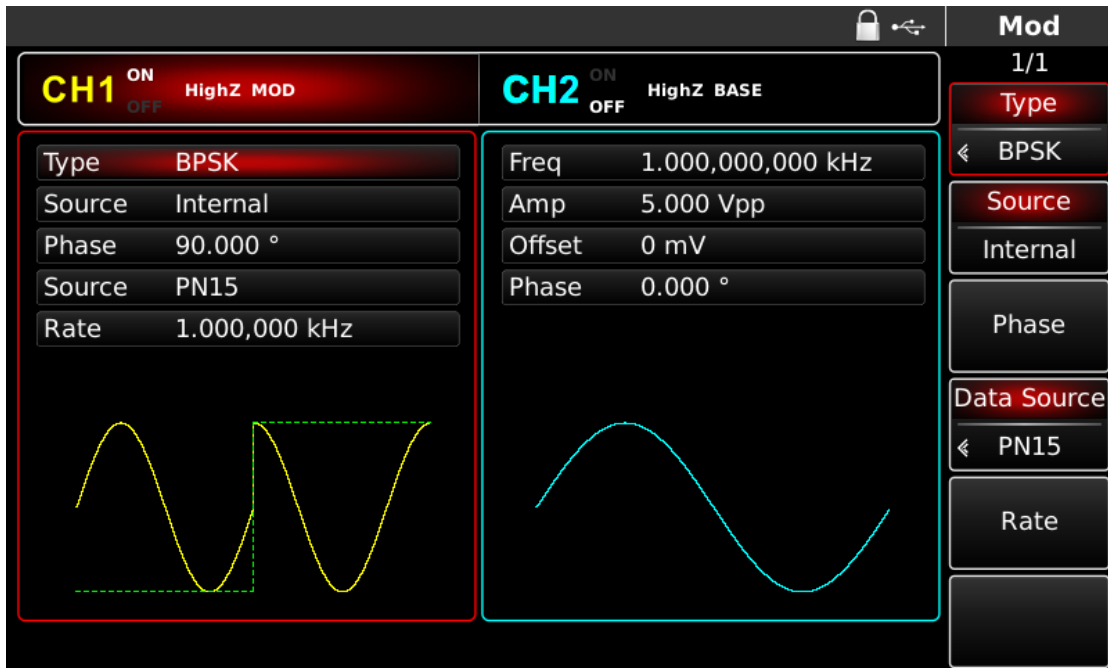 Mod
1/1
CH1 ON OFF HighZ MOD
CH2 ON OFF HighZ BASE
Type BPSK
Source Internal
Phase 90.000 °
Source PN15
Rate 1.000,000 kHz
Freq 1.000,000,000 kHz
Amp 5.000 Vpp
Offset 0 mV
Phase 0.000 °
Type
BPSK
Source
Internal
Phase
Data Source
PN15
Rate